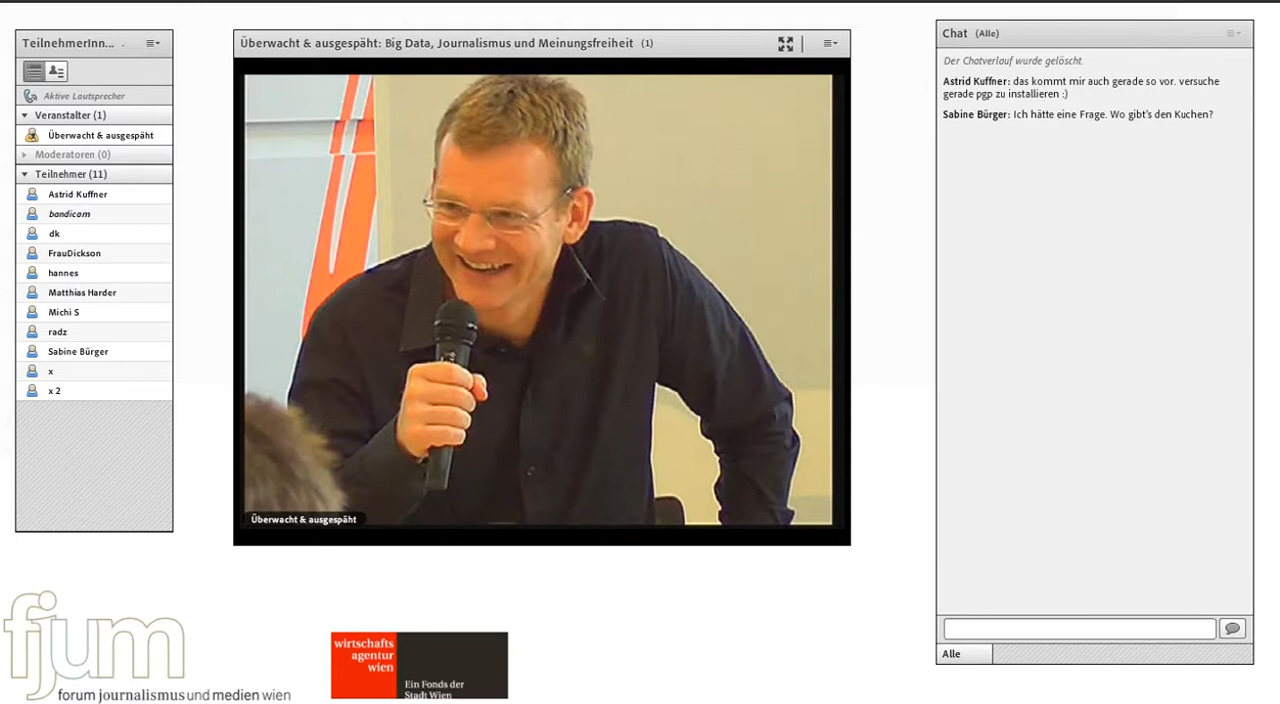 TeilnehmerInn... .
Aktive Lautsprecher
Veranstalter (1)
Überwacht & ausgespäht
Moderatoren (0)
Teilnehmer (11)
Astrid Kuffner
bandicam
dk
FrauDickson
hannes
Matthias Harder
Michi S
radz
Sabine Bürger
x
x 2
Überwacht & ausgespäht: Big Data, Journalismus und Meinungsfreiheit (1)
Überwacht & ausgespäht
Chat (Alle)
Der Chatverlauf wurde gelöscht.
Astrid Kuffner: das kommt mir auch gerade so vor. versuche
gerade pgp zu installieren :)
Sabine Bürger: Ich hätte eine Frage. Wo gibt's den Kuchen?
Alle
fjum
forum journalismus und medien wien
wirtschafts
agentur
wien
Ein Fonds der
Stadt Wien